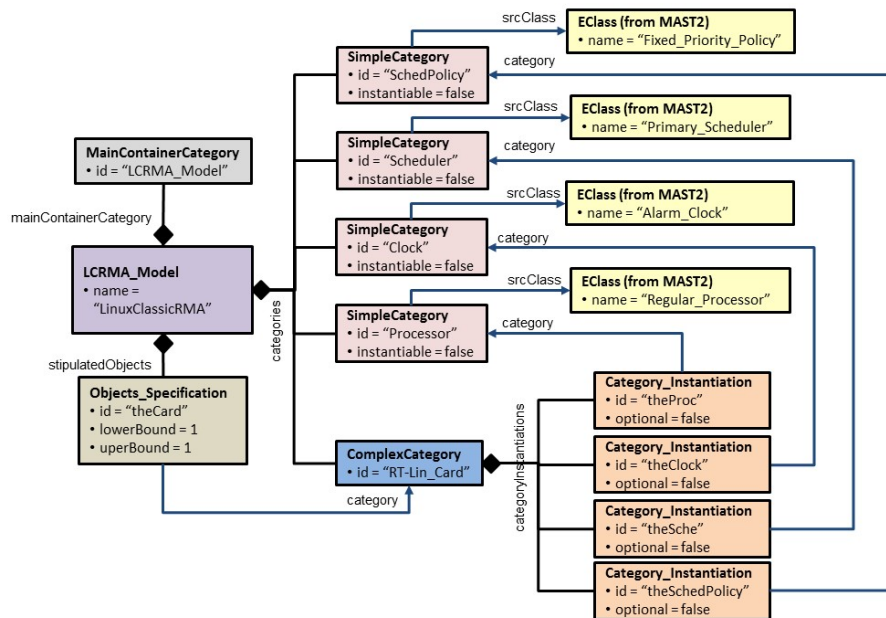 srcClass
EClass (from MAST2)
• name = “Fixed_Priority_Policy”
SimpleCategory
• id = “SchedPolicy”
• instantiable = false
category
srcClass
EClass (from MAST2)
• name = “Primary_Scheduler”
SimpleCategory
• id = “Scheduler”
• instantiable = false
category
MainContainerCategory
• id = “LCRMA_Model”
mainContainerCategory
srcClass
EClass (from MAST2)
• name = “Alarm_Clock”
SimpleCategory
• id = “Clock”
• instantiable = false
category
LCRMA_Model
• name =
“LinuxClassicRMA”
categories
srcClass
EClass (from MAST2)
• name = “Regular_Processor”
SimpleCategory
• id = “Processor”
• instantiable = false
category
stipulatedObjects
Objects_Specification
• id = “theCard”
• lowerBound = 1
• uperBound = 1
category
ComplexCategory
• id = “RT-Lin_Card”
categoryInstantiations
Category_Instantiation
• id = “theProc”
• optional = false
Category_Instantiation
• id = “theClock”
• optional = false
Category_Instantiation
• id = “theSche”
• optional = false
Category_Instantiation
• id = “theSchedPolicy”
• optional = false